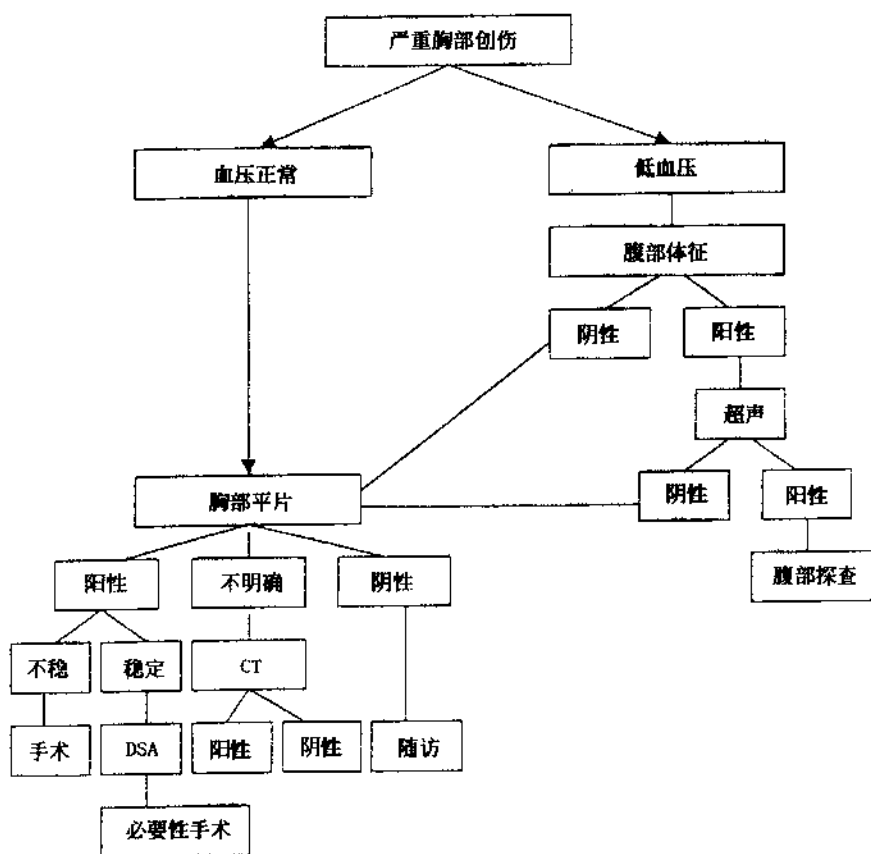 严重胸部创伤
血压正常
低血压
腹部体征
阴性
阳性
超声
胸部平片
阴性
阳性
阳性
不明确
阴性
腹部探查
不稳
稳定
CT
手术
DSA
阳性
阴性
随访
必要性手术